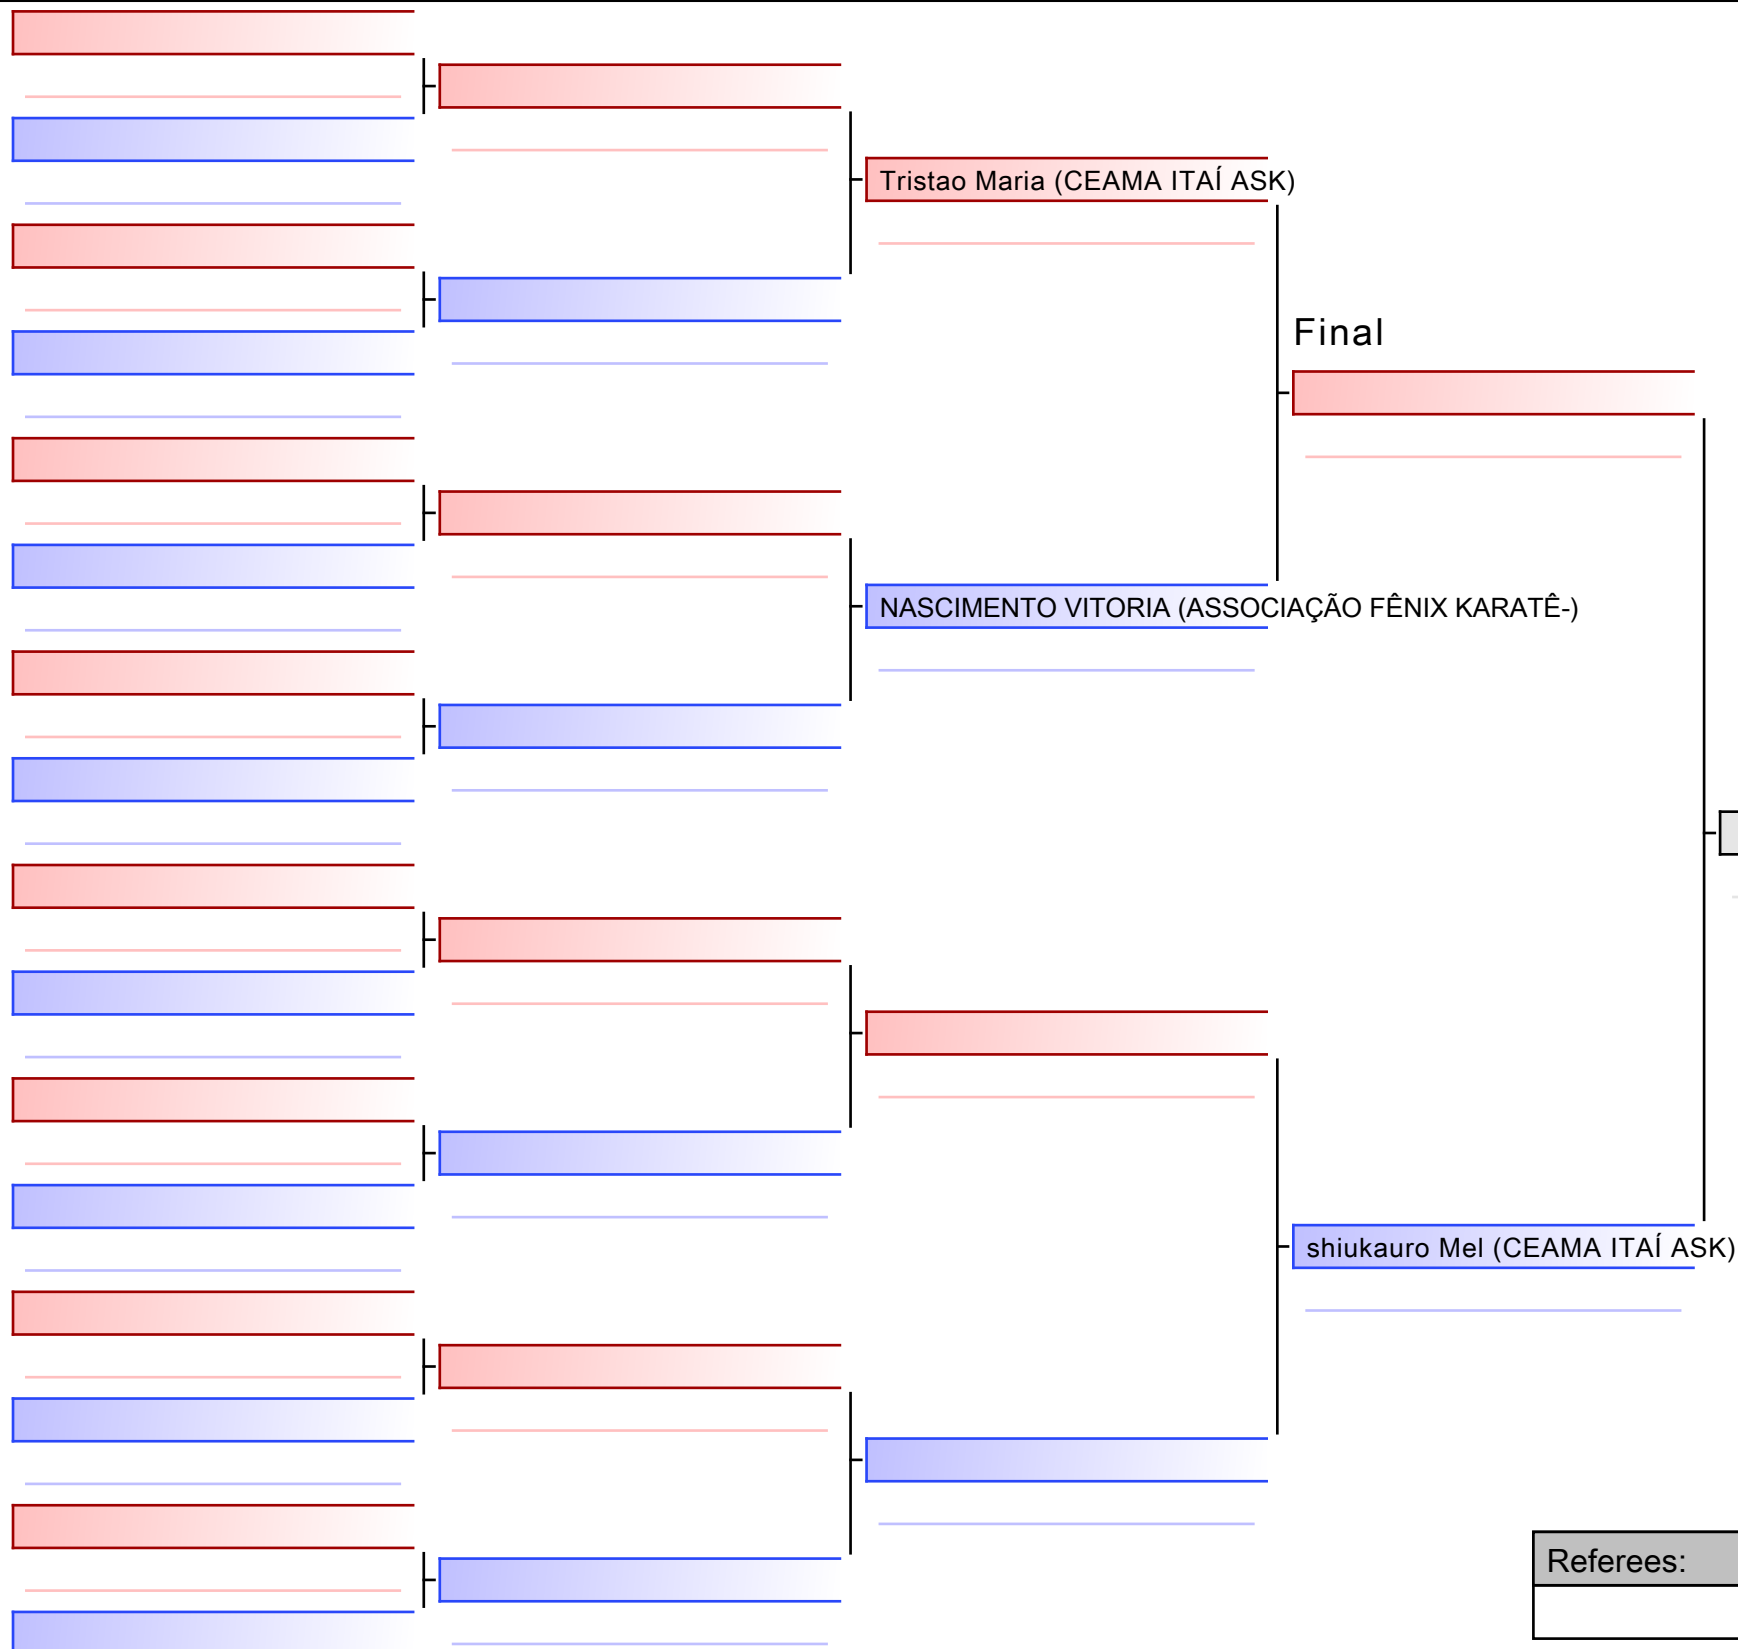 Tristao Maria (CEAMA ITAÍ ASK)
Final
NASCIMENTO VITORIA (ASSOCIAÇÃO FÊNIX KARATÊ-)
shiukauro Mel (CEAMA ITAÍ ASK)
Referees: